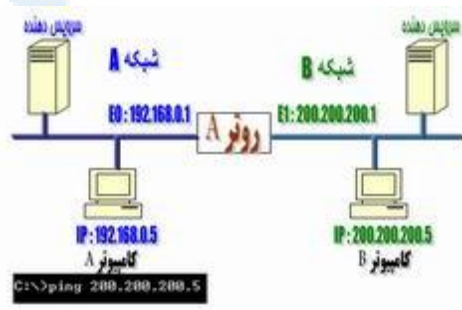 سرویس دهنده
سرویس دهنده
شبکه A
شبکه B
E0 : 192.168.0.1
روتر A
E1 : 200.200.200.1
IP : 192.168.0.5
کامپیوتر A
IP : 200.200.200.5
کامپیوتر B
C:\>ping 200.200.200.5